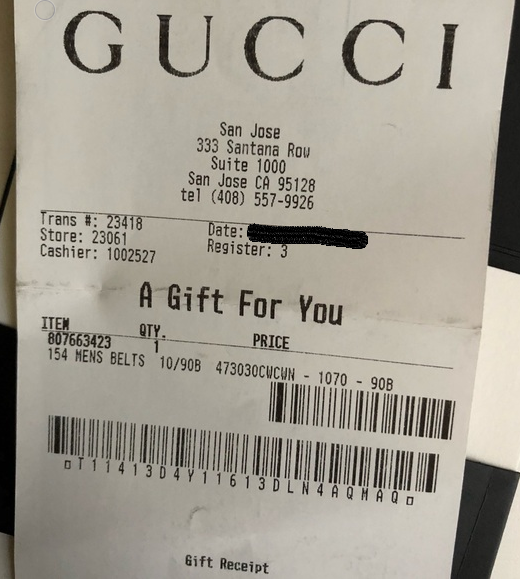 GUCCI
San Jose
333 Santana Row
Suite 1000
San Jose CA 95128
tel (408) 557-9926
Trans #: 23418 Date:
Store: 23061 Register: 3
Cashier: 1002527
A Gift For You
ITEM QTY. PRICE
807663423 1
154 MENS BELTS 10/90B 473030CWCWN - 1070 - 90B
T11413D4Y11613DLN4AQMAQ
Gift Receipt